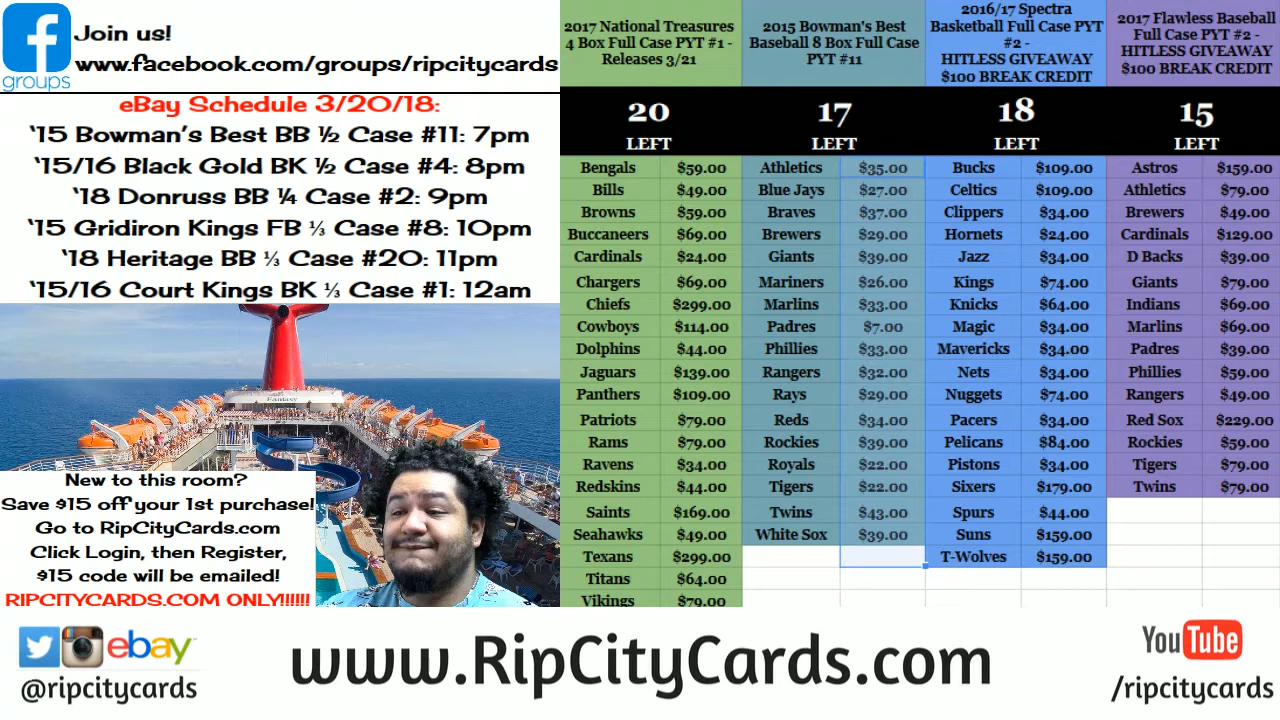 Join us!
www.facebook.com/groups/ripcitycards
groups
eBay Schedule 3/20/18:
‘15 Bowman’s Best BB ½ Case #11: 7pm
‘15/16 Black Gold BK ½ Case #4: 8pm
‘18 Donruss BB ¼ Case #2: 9pm
‘15 Gridiron Kings FB ⅓ Case #8: 10pm
‘18 Heritage BB ⅓ Case #20: 11pm
‘15/16 Court Kings BK ⅓ Case #1: 12am
Fantasy
New to this room?
Save $15 off your 1st purchase!
Go to RipCityCards.com
Click Login, then Register,
$15 code will be emailed!
RIPCITYCARDS.COM ONLY!!!!!!
2017 National Treasures
4 Box Full Case PYT #1 -
Releases 3/21
20
LEFT
Bengals $59.00
Bills $49.00
Browns $59.00
Buccaneers $69.00
Cardinals $24.00
Chargers $69.00
Chiefs $299.00
Cowboys $114.00
Dolphins $44.00
Jaguars $139.00
Panthers $109.00
Patriots $79.00
Rams $79.00
Ravens $34.00
Redskins $44.00
Saints $169.00
Seahawks $49.00
Texans $299.00
Titans $64.00
Vikings $79.00
2015 Bowman's Best
Baseball 8 Box Full Case
PYT #11
17
LEFT
Athletics $35.00
Blue Jays $27.00
Braves $37.00
Brewers $29.00
Giants $39.00
Mariners $26.00
Marlins $33.00
Padres $7.00
Phillies $33.00
Rangers $32.00
Rays $29.00
Reds $34.00
Rockies $39.00
Royals $22.00
Tigers $22.00
Twins $43.00
White Sox $39.00
2016/17 Spectra
Basketball Full Case PYT
#2 -
HITLESS GIVEAWAY
$100 BREAK CREDIT
18
LEFT
Bucks $109.00
Celtics $109.00
Clippers $34.00
Hornets $24.00
Jazz $34.00
Kings $74.00
Knicks $64.00
Magic $34.00
Mavericks $34.00
Nets $34.00
Nuggets $74.00
Pacers $34.00
Pelicans $84.00
Pistons $34.00
Sixers $179.00
Spurs $44.00
Suns $159.00
T-Wolves $159.00
2017 Flawless Baseball
Full Case PYT #2 -
HITLESS GIVEAWAY
$100 BREAK CREDIT
15
LEFT
Astros $159.00
Athletics $79.00
Brewers $49.00
Cardinals $129.00
D Backs $39.00
Giants $79.00
Indians $69.00
Marlins $69.00
Padres $39.00
Phillies $59.00
Rangers $49.00
Red Sox $229.00
Rockies $59.00
Tigers $79.00
Twins $79.00
ebay
@ripcitycards
www.RipCityCards.com
YouTube
/ripcitycards